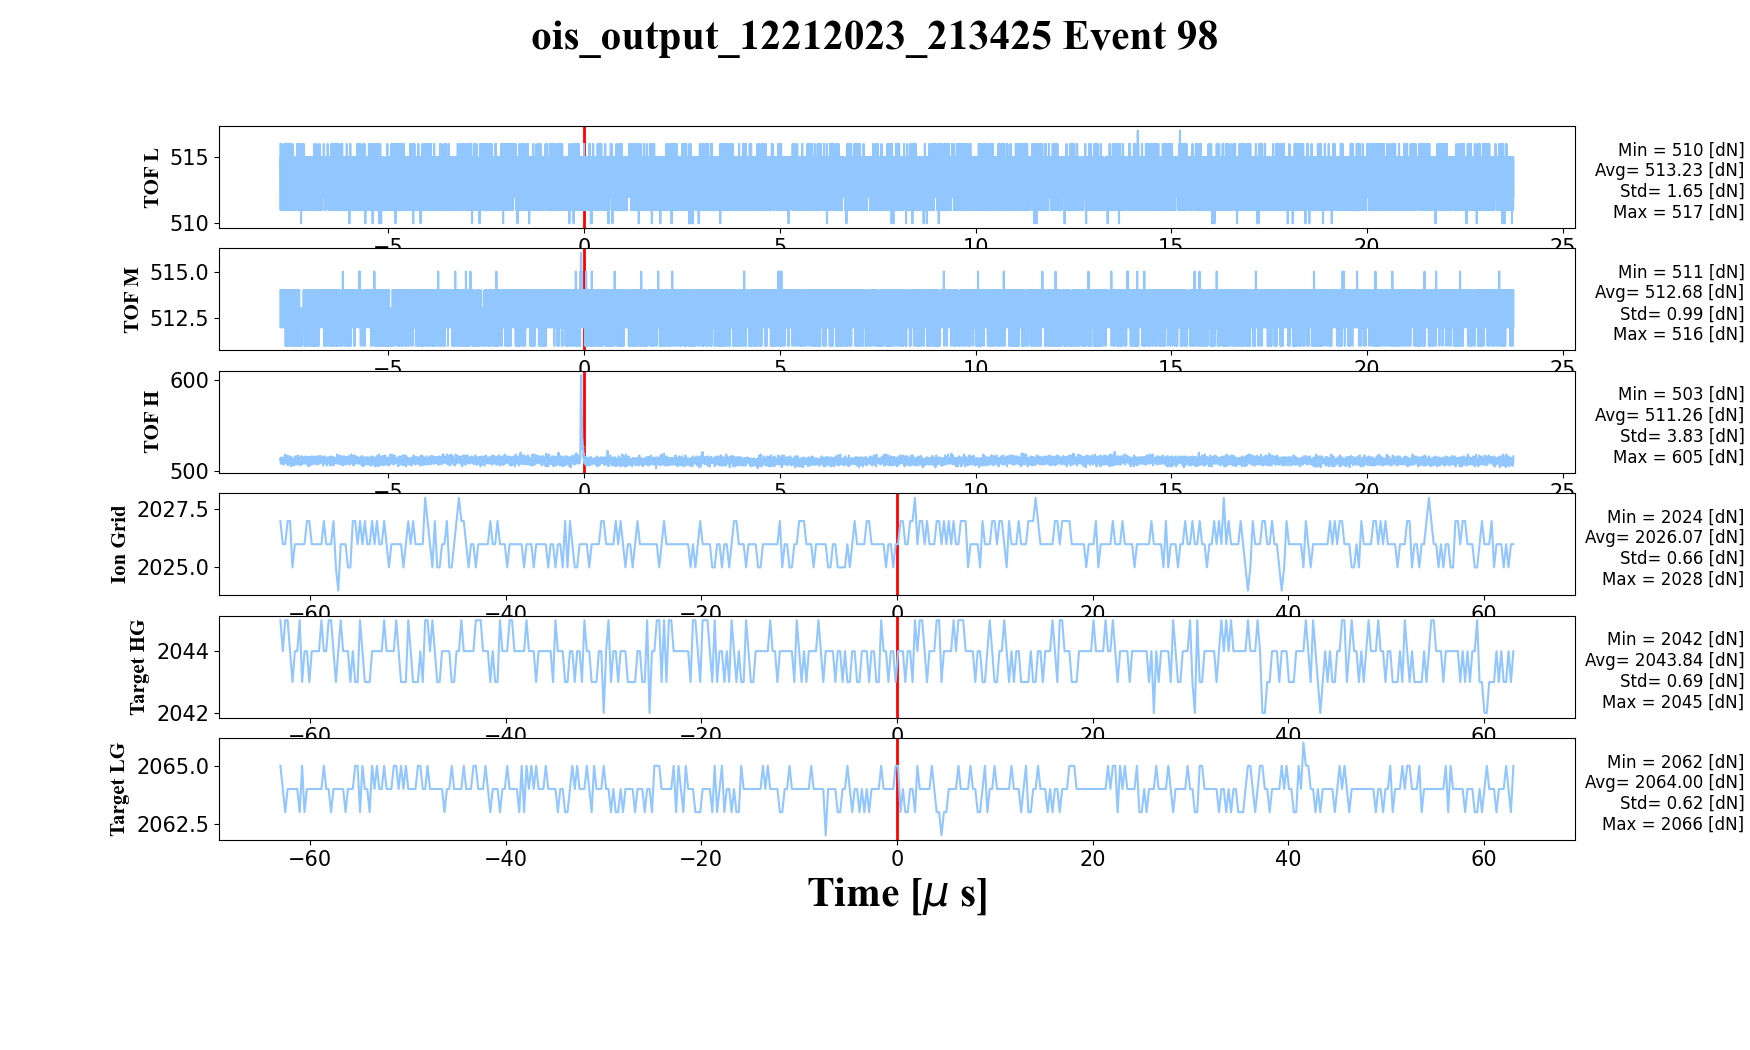 ois_output_12212023_213425 Event 98
TOF L
515
510
Min = 510 [dN]
Avg= 513.23 [dN]
Std= 1.65 [dN]
Max = 517 [dN]
−5 0 5 10 15 20 25
TOF M
515.0
512.5
Min = 511 [dN]
Avg= 512.68 [dN]
Std= 0.99 [dN]
Max = 516 [dN]
−5 0 5 10 15 20 25
TOF H
600
500
Min = 503 [dN]
Avg= 511.26 [dN]
Std= 3.83 [dN]
Max = 605 [dN]
−5 0 5 10 15 20 25
Ion Grid
2027.5
2025.0
Min = 2024 [dN]
Avg= 2026.07 [dN]
Std= 0.66 [dN]
Max = 2028 [dN]
−60 −40 −20 0 20 40 60
Target HG
2044
2042
Min = 2042 [dN]
Avg= 2043.84 [dN]
Std= 0.69 [dN]
Max = 2045 [dN]
−60 −40 −20 0 20 40 60
Target LG
2065.0
2062.5
Min = 2062 [dN]
Avg= 2064.00 [dN]
Std= 0.62 [dN]
Max = 2066 [dN]
−60 −40 −20 0 20 40 60
Time [μ s]